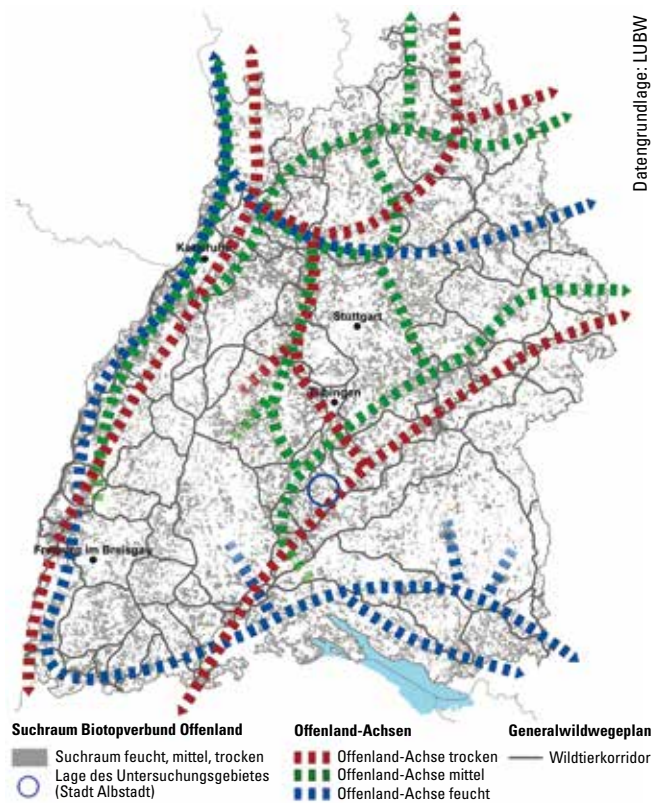 Datengrundlage: LUBW
Karlsruhe
Stuttgart
Tübingen
Freiburg im Breisgau
Suchraum Biotopverbund Offenland
Suchraum feucht, mittel, trocken
Lage des Untersuchungsgebietes
(Stadt Albstadt)
Offenland-Achsen
Offenland-Achse trocken
Offenland-Achse mittel
Offenland-Achse feucht
Generalwildwegeplan
Wildtierkorridor